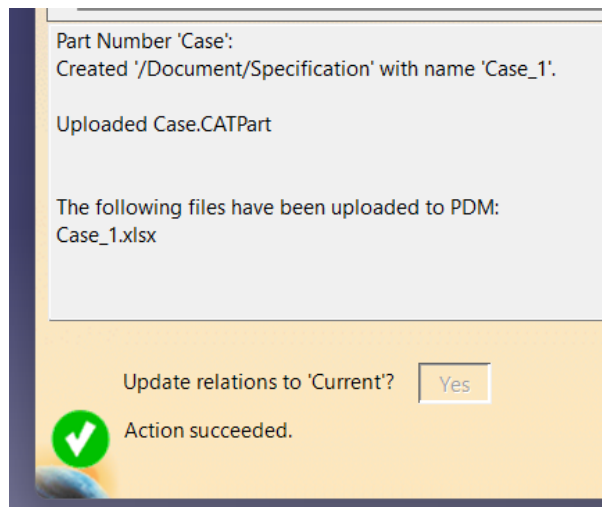 Part Number 'Case':
Created '/Document/Specification' with name 'Case_1'.
Uploaded Case.CATPart
The following files have been uploaded to PDM:
Case_1.xlsx
Update relations to 'Current'? Yes
Action succeeded.